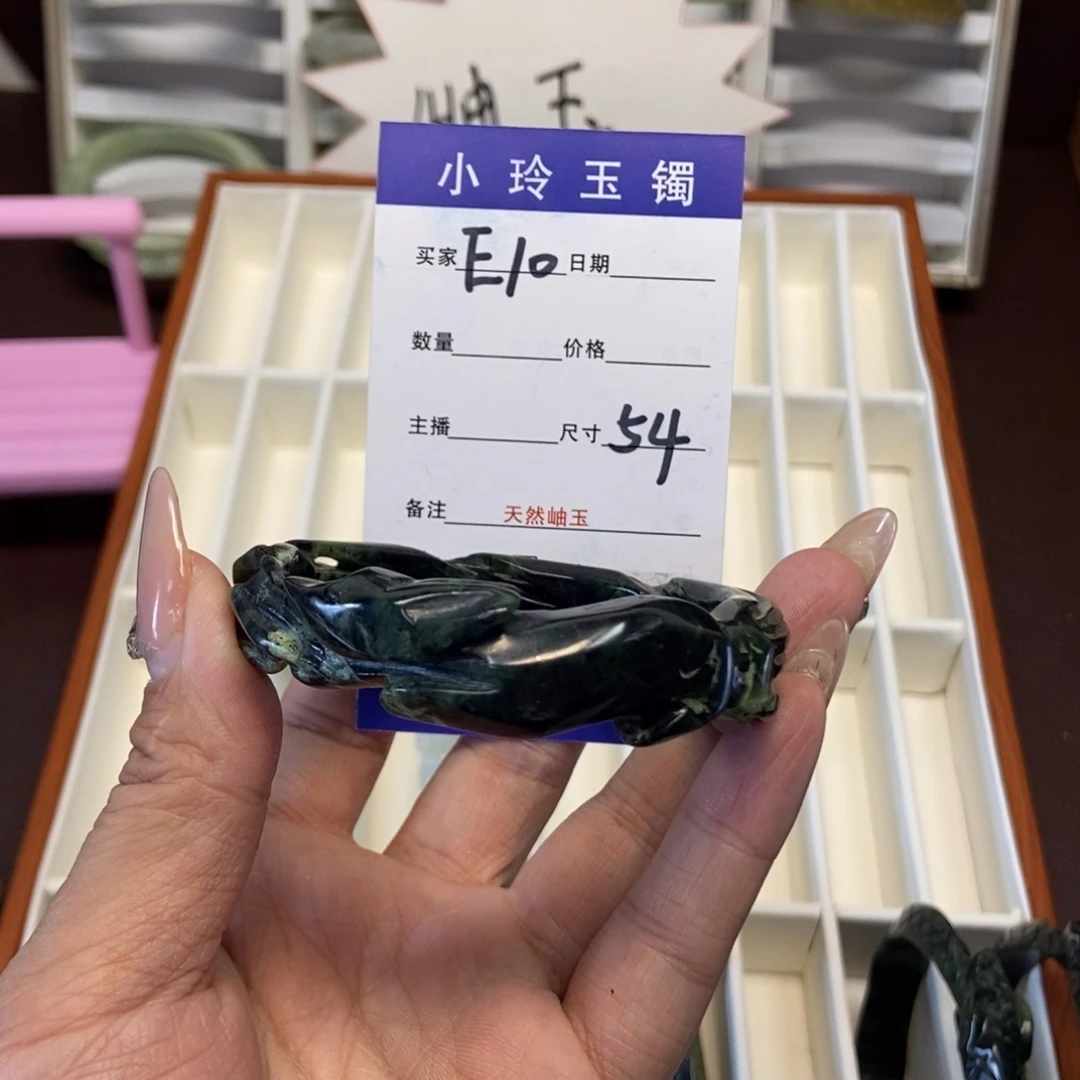 岫玉
小玲玉镯
买家 E10 日期
数量 价格
主播 尺寸 54
备注 天然岫玉